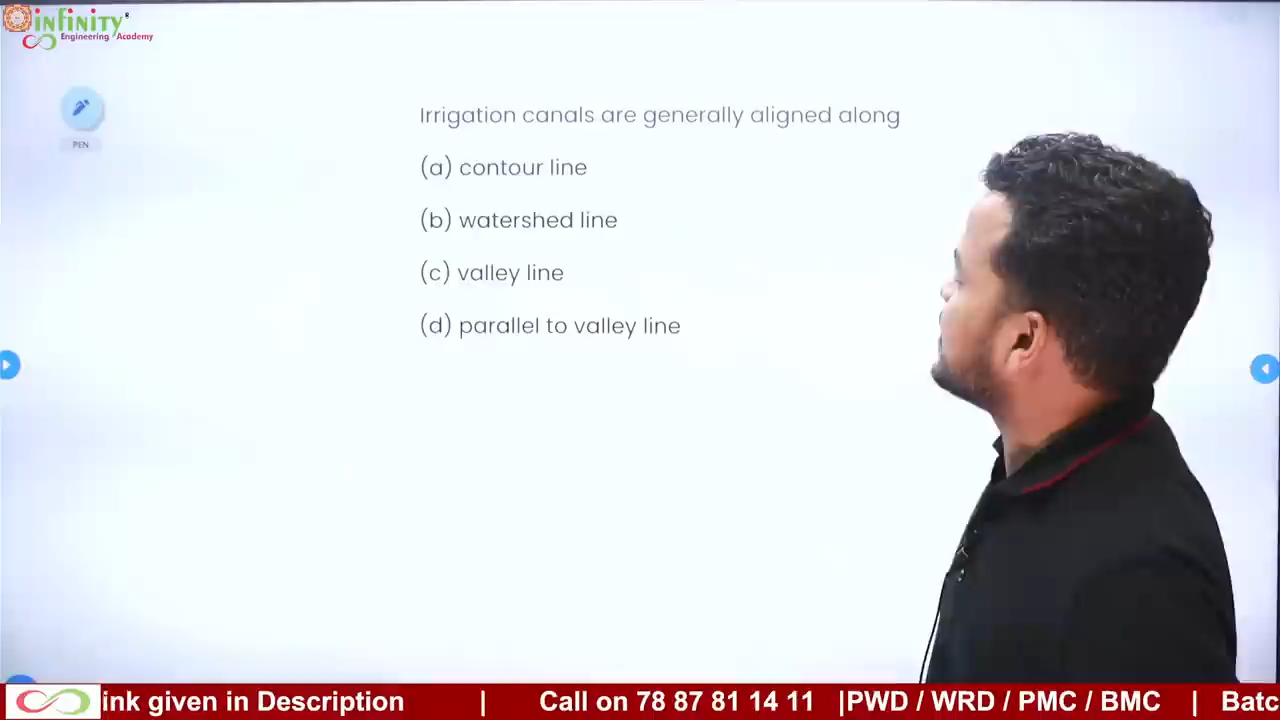 infinity
Engineering Academy
PEN
Irrigation canals are generally aligned along
(a) contour line
(b) watershed line
(c) valley line
(d) parallel to valley line
ink given in Description | Call on 78 87 81 14 11 |PWD / WRD / PMC / BMC | Batc